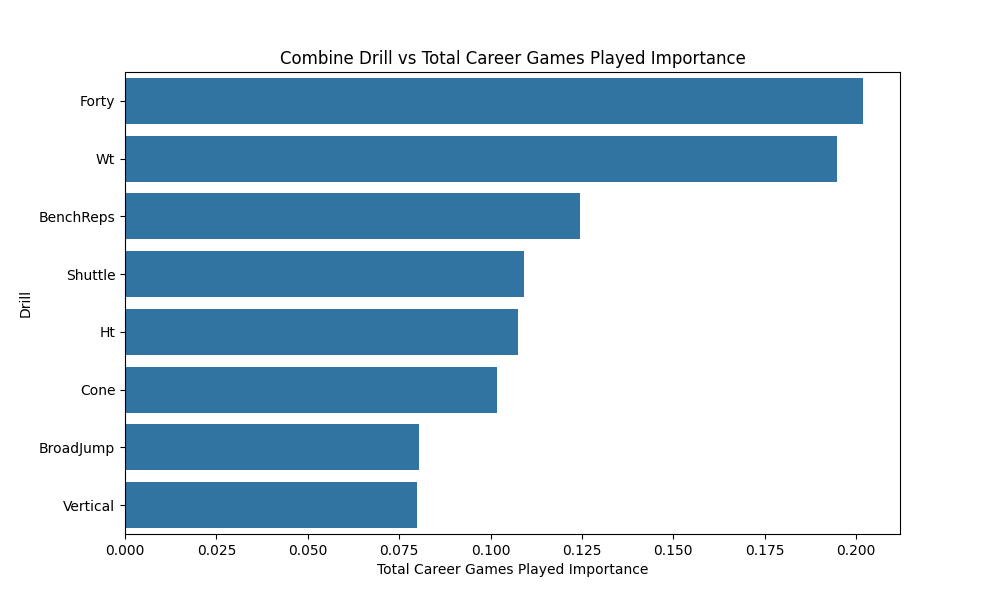 Combine Drill vs Total Career Games Played Importance
Forty
Wt
BenchReps
Shuttle
Ht
Cone
BroadJump
Vertical
Drill
0.000 0.025 0.050 0.075 0.100 0.125 0.150 0.175 0.200
Total Career Games Played Importance